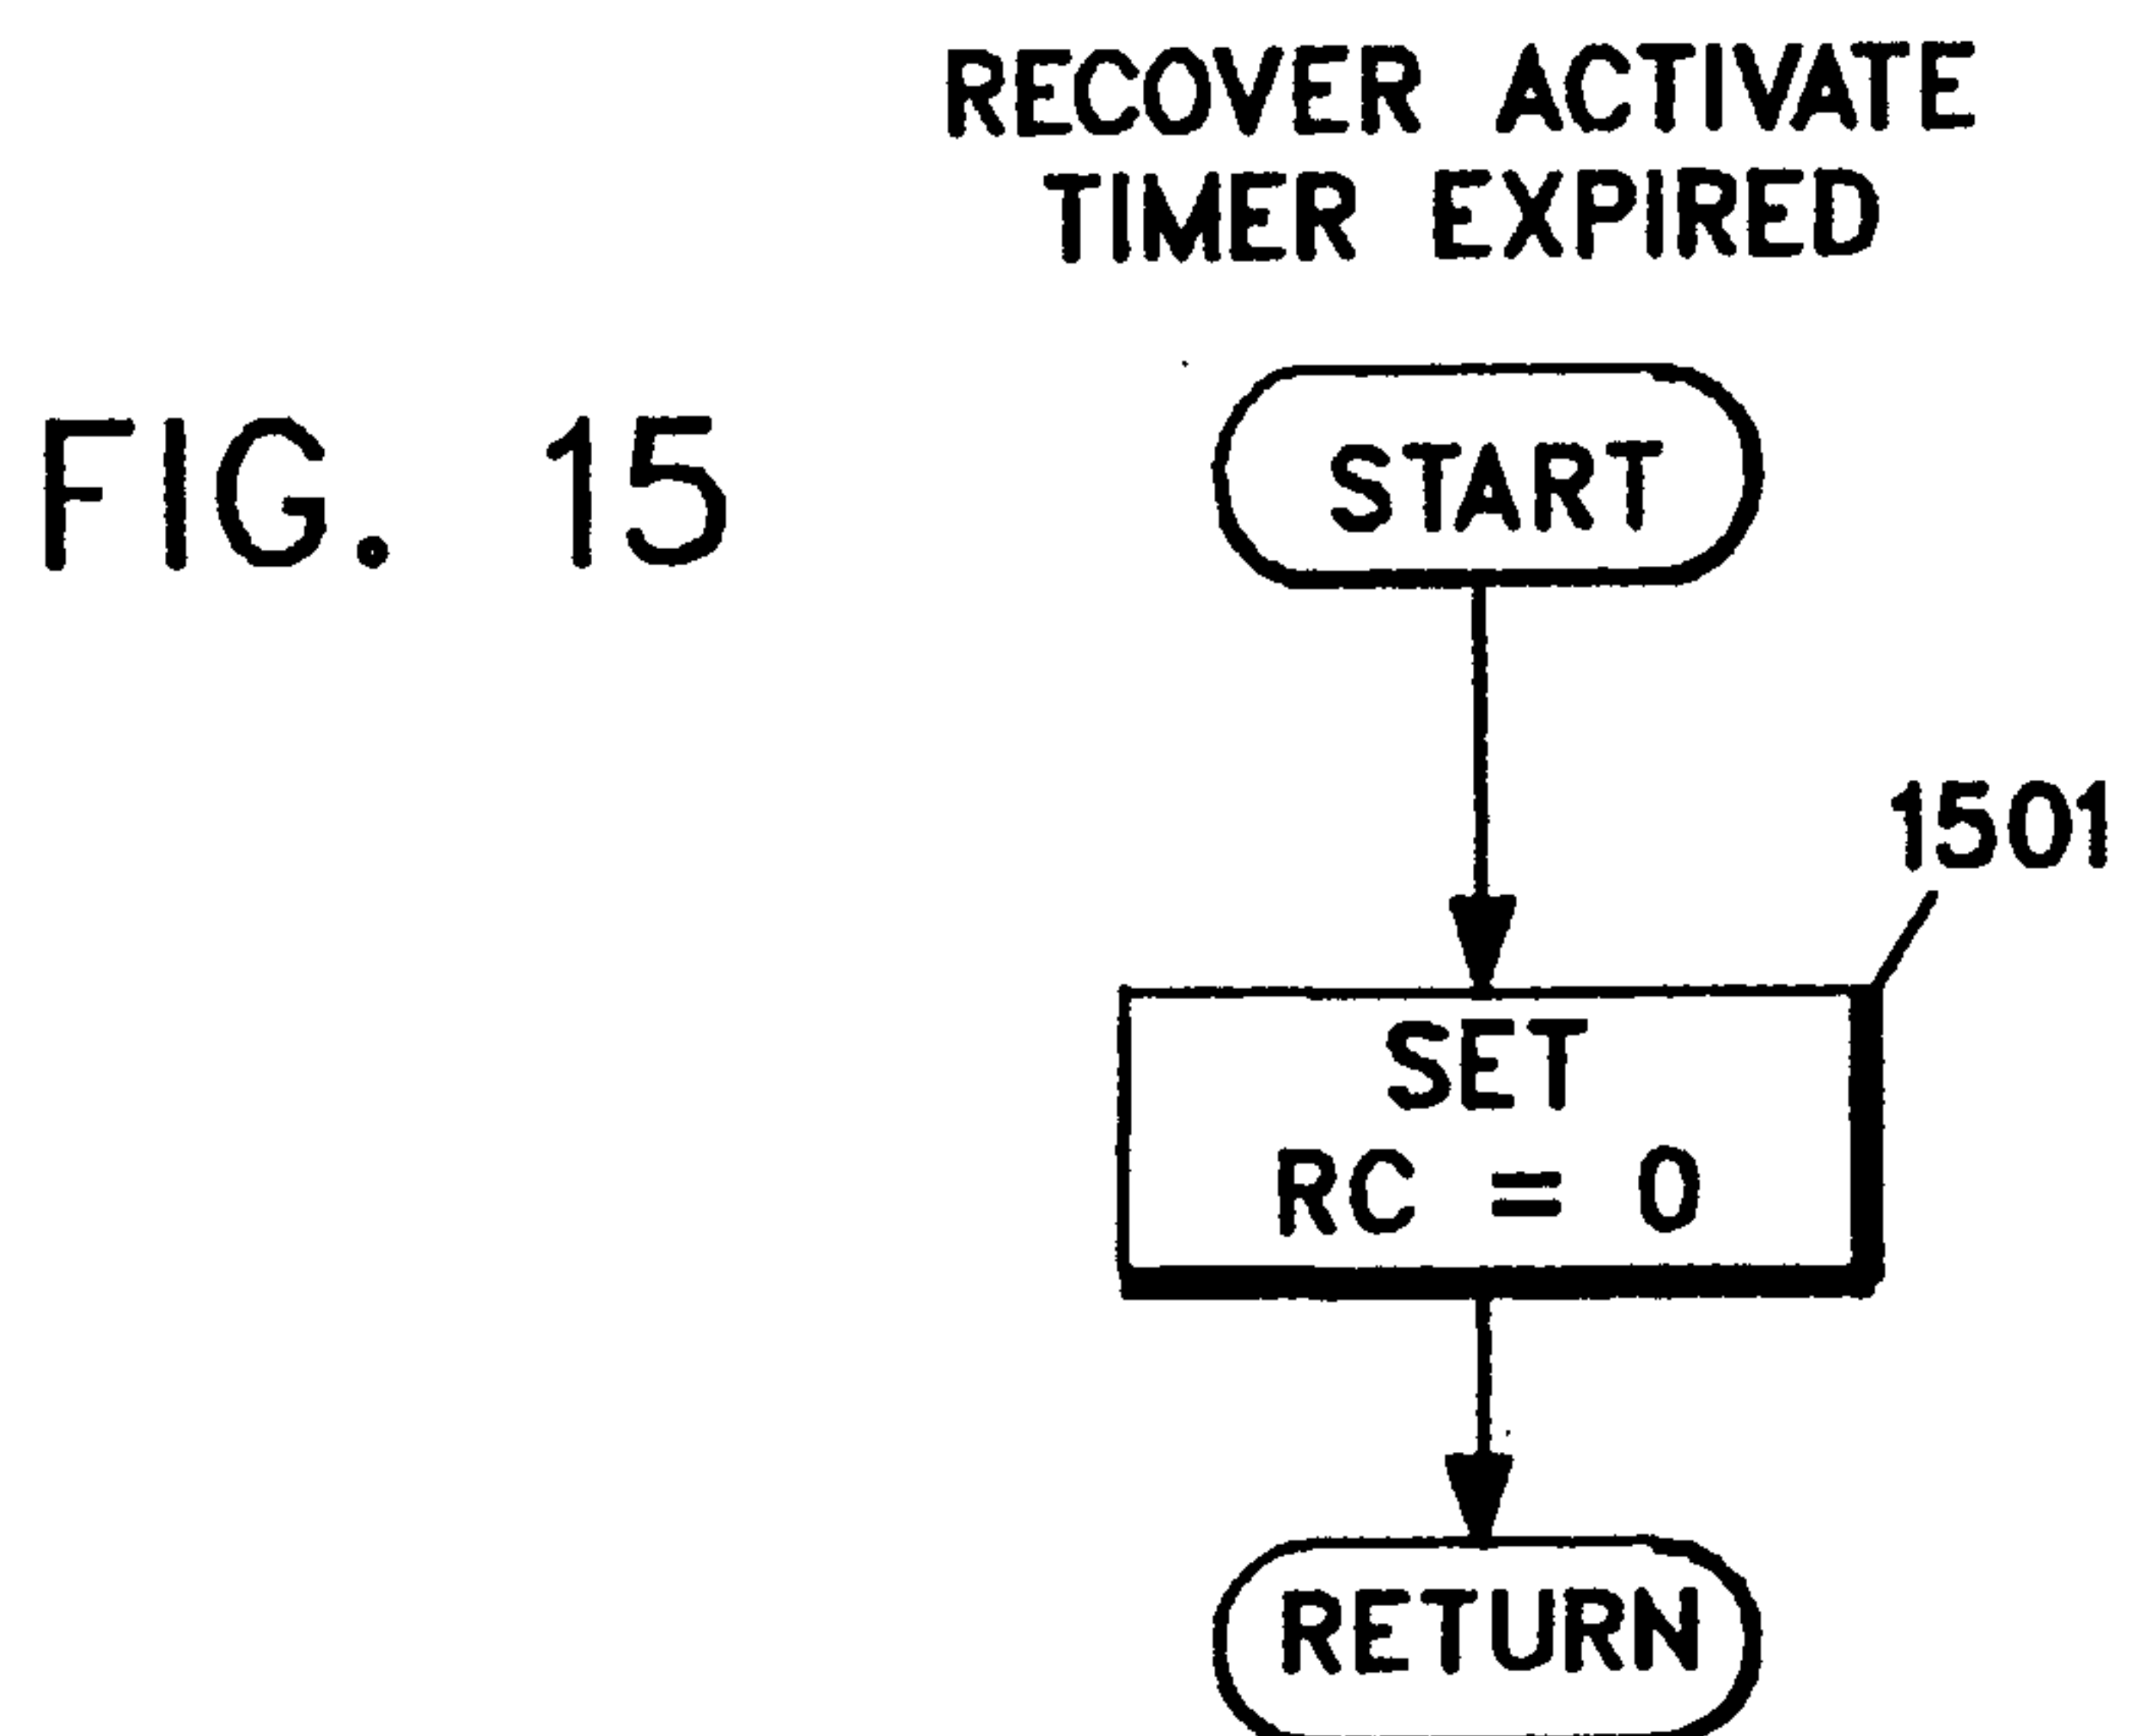 RECOVER ACTIVATE
TIMER EXPIRED
FIG. 15
START
1501
SET
RC = 0
RETURN